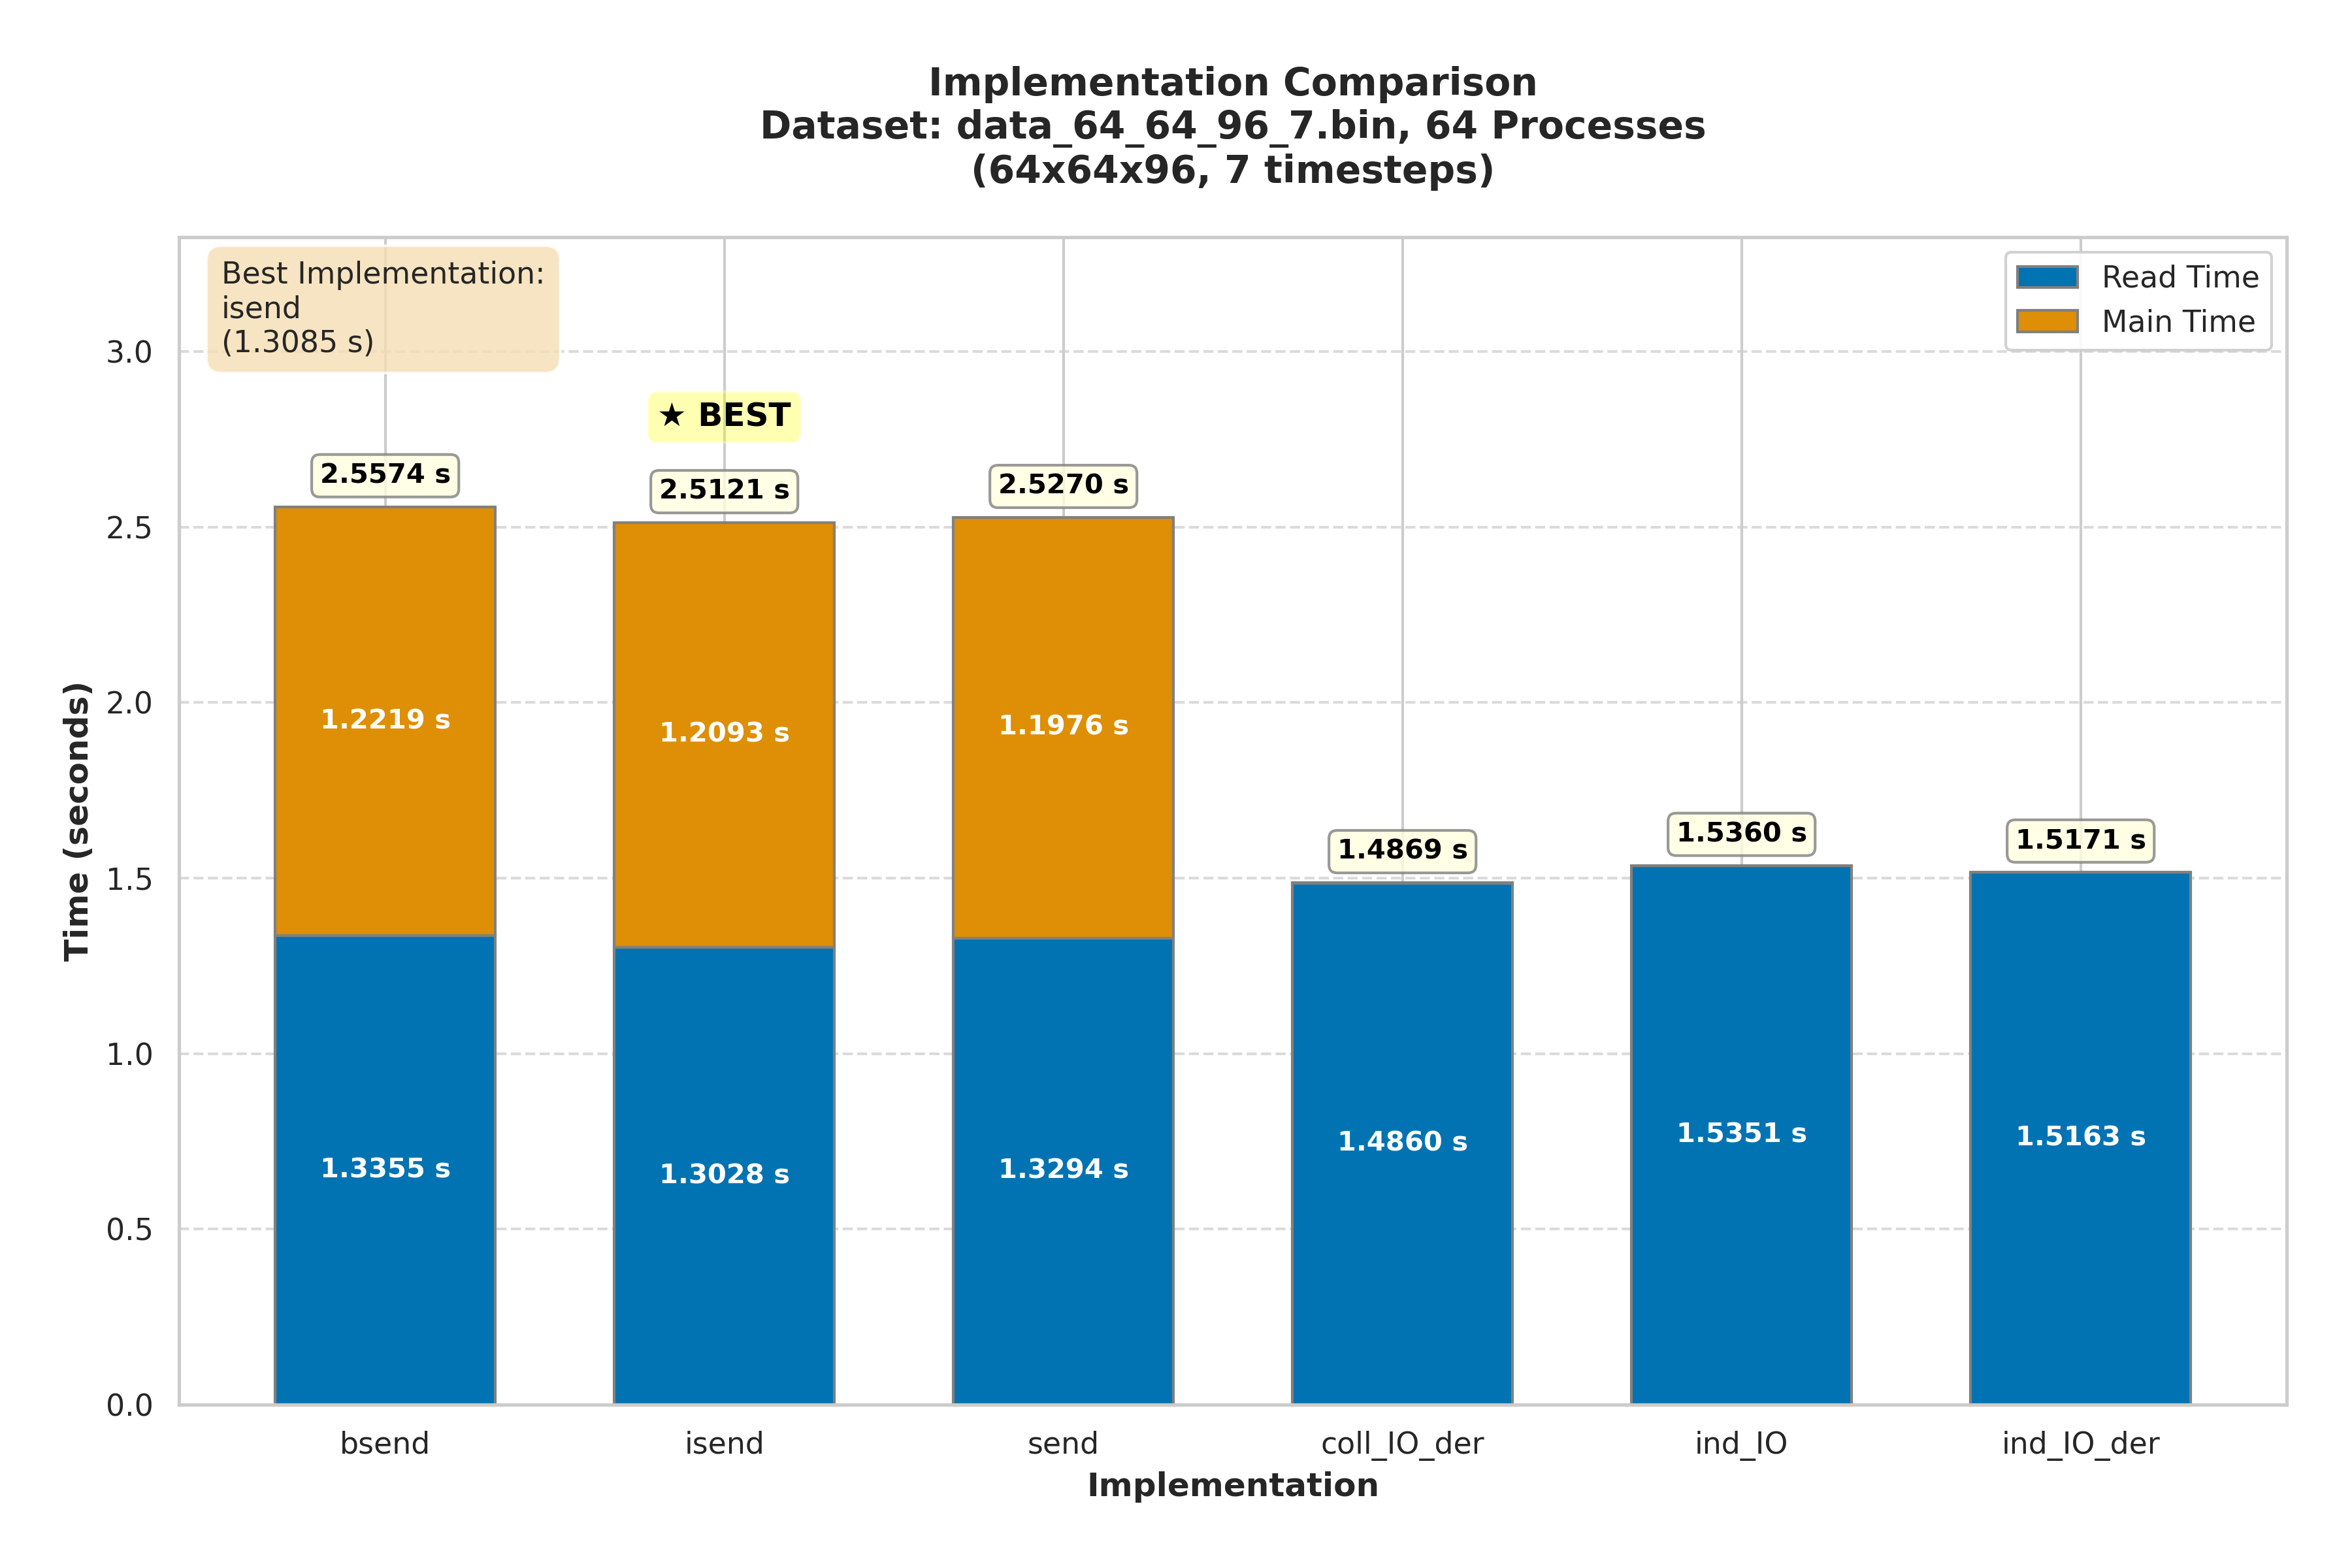 Implementation Comparison
Dataset: data_64_64_96_7.bin, 64 Processes
(64x64x96, 7 timesteps)
Best Implementation:
isend
(1.3085 s)
Read Time
Main Time
★ BEST
2.5574 s
2.5121 s
2.5270 s
1.4869 s
1.5360 s
1.5171 s
1.2219 s
1.2093 s
1.1976 s
1.3355 s
1.3028 s
1.3294 s
1.4860 s
1.5351 s
1.5163 s
Time (seconds)
3.0
2.5
2.0
1.5
1.0
0.5
0.0
bsend
isend
send
coll_IO_der
ind_IO
ind_IO_der
Implementation